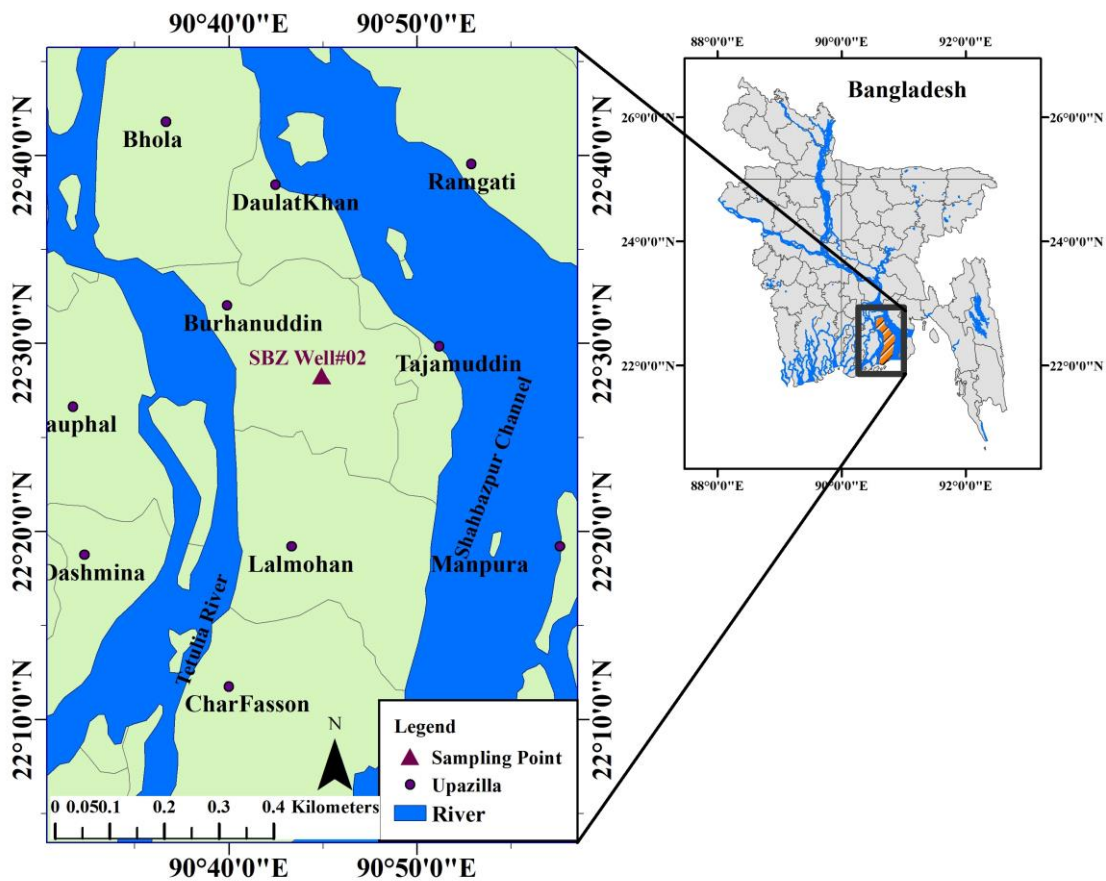 90°40'0"E
90°50'0"E
22°40'0"N
22°40'0"N
22°30'0"N
22°30'0"N
22°20'0"N
22°20'0"N
22°10'0"N
22°10'0"N
Bhola
Ramgati
DaulatKhan
Burhanuddin
SBZ Well#02
Tajamuddin
auphal
Shahbazpur Channel
Lalmohan
Manpura
Dashmina
Tetulia River
CharFasson
N
Legend
Sampling Point
Upazilla
River
0 0.05 0.1 0.2 0.3 0.4 Kilometers
90°40'0"E
90°50'0"E
88°0'0"E
90°0'0"E
92°0'0"E
Bangladesh
26°0'0"N
26°0'0"N
24°0'0"N
24°0'0"N
22°0'0"N
22°0'0"N
88°0'0"E
90°0'0"E
92°0'0"E